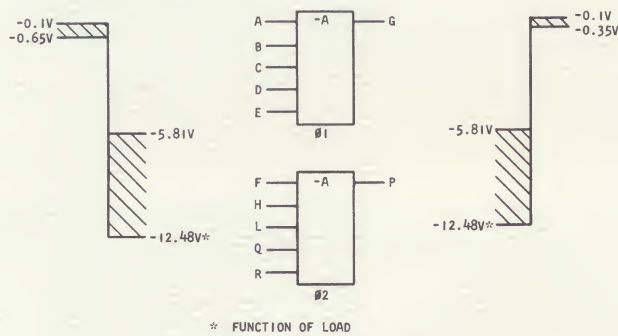 -0.1V
-0.65V
-5.81V
-12.48V*
A -A G
B
C
D
E
Ø1
F -A P
H
L
Q
R
Ø2
-0.1V
-0.35V
-5.81V
-12.48V*
* FUNCTION OF LOAD